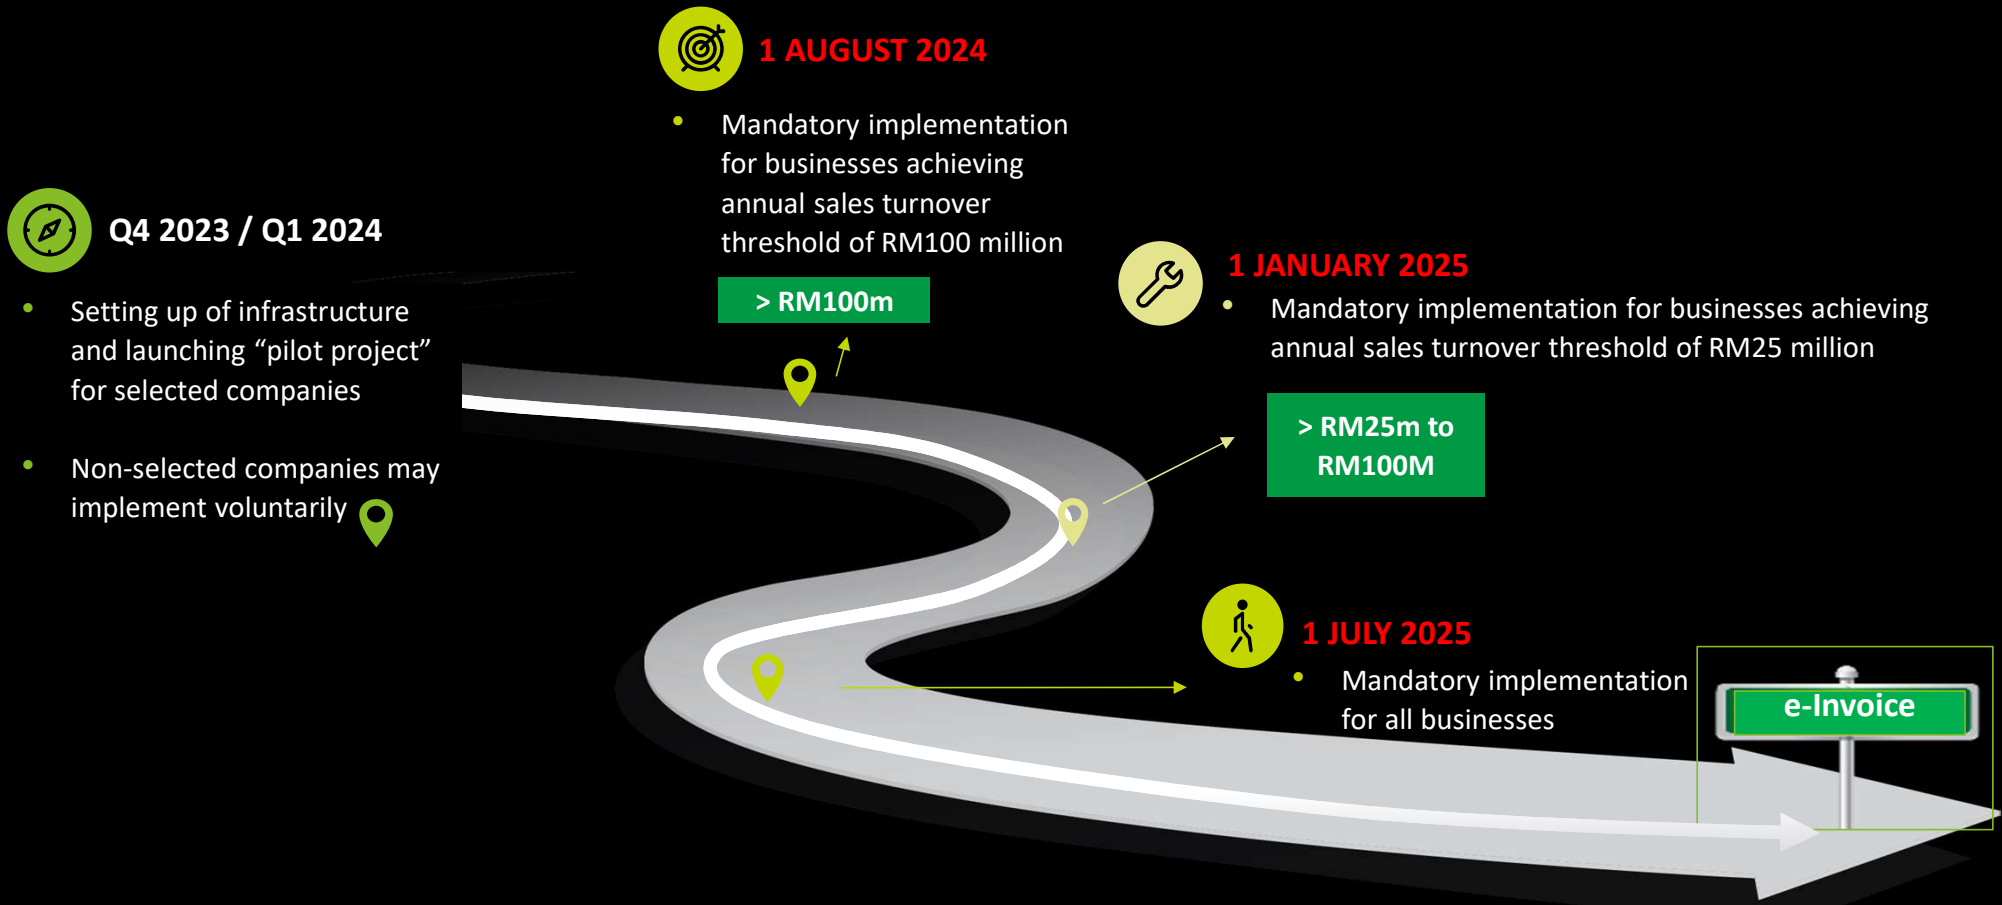 Q4 2023 / Q1 2024
• Setting up of infrastructure
and launching “pilot project”
for selected companies
• Non-selected companies may
implement voluntarily
1 AUGUST 2024
• Mandatory implementation
for businesses achieving
annual sales turnover
threshold of RM100 million
> RM100m
1 JANUARY 2025
• Mandatory implementation for businesses achieving
annual sales turnover threshold of RM25 million
> RM25m to
RM100M
1 JULY 2025
• Mandatory implementation
for all businesses
e-Invoice